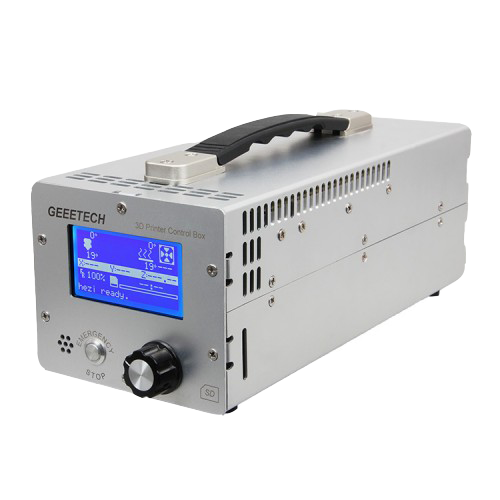 GEEETECH
3D Printer Control Box
0° 0°
19° 19°
X:--- Y:--- Z:---.--
100% --:--
hezi ready.
EMERGENCY
STOP
SD